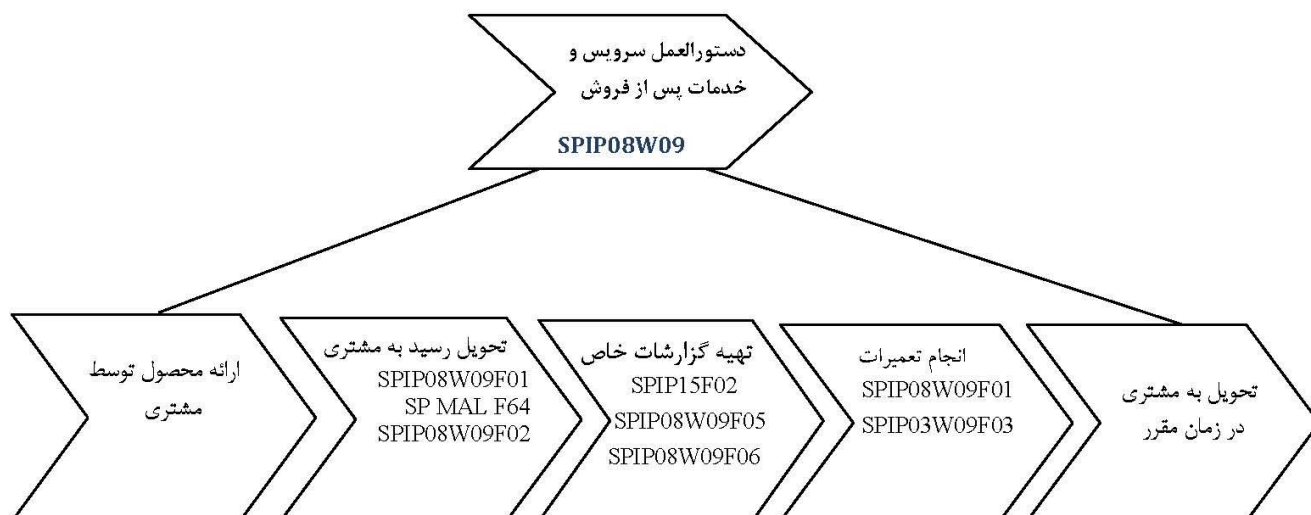 دستورالعمل سرویس و
خدمات پس از فروش
SPIP08W09
ارائه محصول توسط
مشتری
تحویل رسید به مشتری
SPIP08W09F01
SP MAL F64
SPIP08W09F02
تهیه گزارشات خاص
SPIP15F02
SPIP08W09F05
SPIP08W09F06
انجام تعمیرات
SPIP08W09F01
SPIP03W09F03
تحویل به مشتری
در زمان مقرر